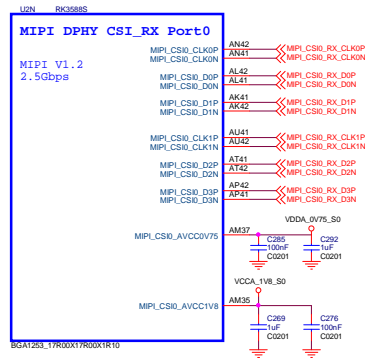 U2N RK3588S
MIPI DPHY CSI_RX Port0
MIPI V1.2
2.5Gbps
MIPI_CSI0_CLK0P AN42 MIPI_CSI0_RX_CLK0P
MIPI_CSI0_CLK0N AN41 MIPI_CSI0_RX_CLK0N
MIPI_CSI0_D0P AL42 MIPI_CSI0_RX_D0P
MIPI_CSI0_D0N AL41 MIPI_CSI0_RX_D0N
MIPI_CSI0_D1P AK41 MIPI_CSI0_RX_D1P
MIPI_CSI0_D1N AK42 MIPI_CSI0_RX_D1N
MIPI_CSI0_CLK1P AU41 MIPI_CSI0_RX_CLK1P
MIPI_CSI0_CLK1N AU42 MIPI_CSI0_RX_CLK1N
MIPI_CSI0_D2P AT41 MIPI_CSI0_RX_D2P
MIPI_CSI0_D2N AT42 MIPI_CSI0_RX_D2N
MIPI_CSI0_D3P AP42 MIPI_CSI0_RX_D3P
MIPI_CSI0_D3N AP41 MIPI_CSI0_RX_D3N
VDDA_0V75_S0
MIPI_CSI0_AVCC0V75 AM37
C285 C292
100nF 1uF
C0201 C0201
VCCA_1V8_S0
MIPI_CSI0_AVCC1V8 AM35
C269 C276
1uF 100nF
C0201 C0201
BGA1253_17R00X17R00X1R10